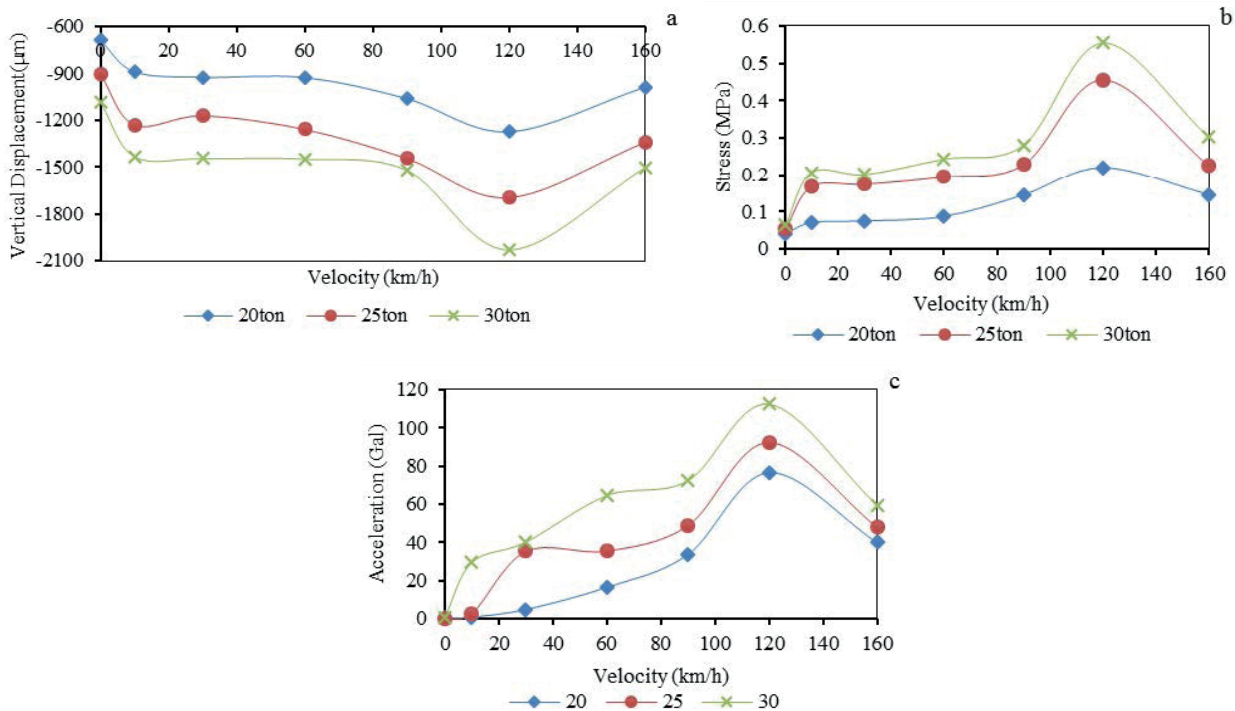 a
-600
-900
-1200
-1500
-1800
-2100
Vertical Displacement(μm)
0 20 40 60 80 100 120 140 160
Velocity (km/h)
20ton 25ton 30ton
b
0.6
0.5
0.4
0.3
0.2
0.1
0
Stress (MPa)
0 20 40 60 80 100 120 140 160
Velocity (km/h)
20ton 25ton 30ton
c
120
100
80
60
40
20
0
Acceleration (Gal)
0 20 40 60 80 100 120 140 160
Velocity (km/h)
20 25 30